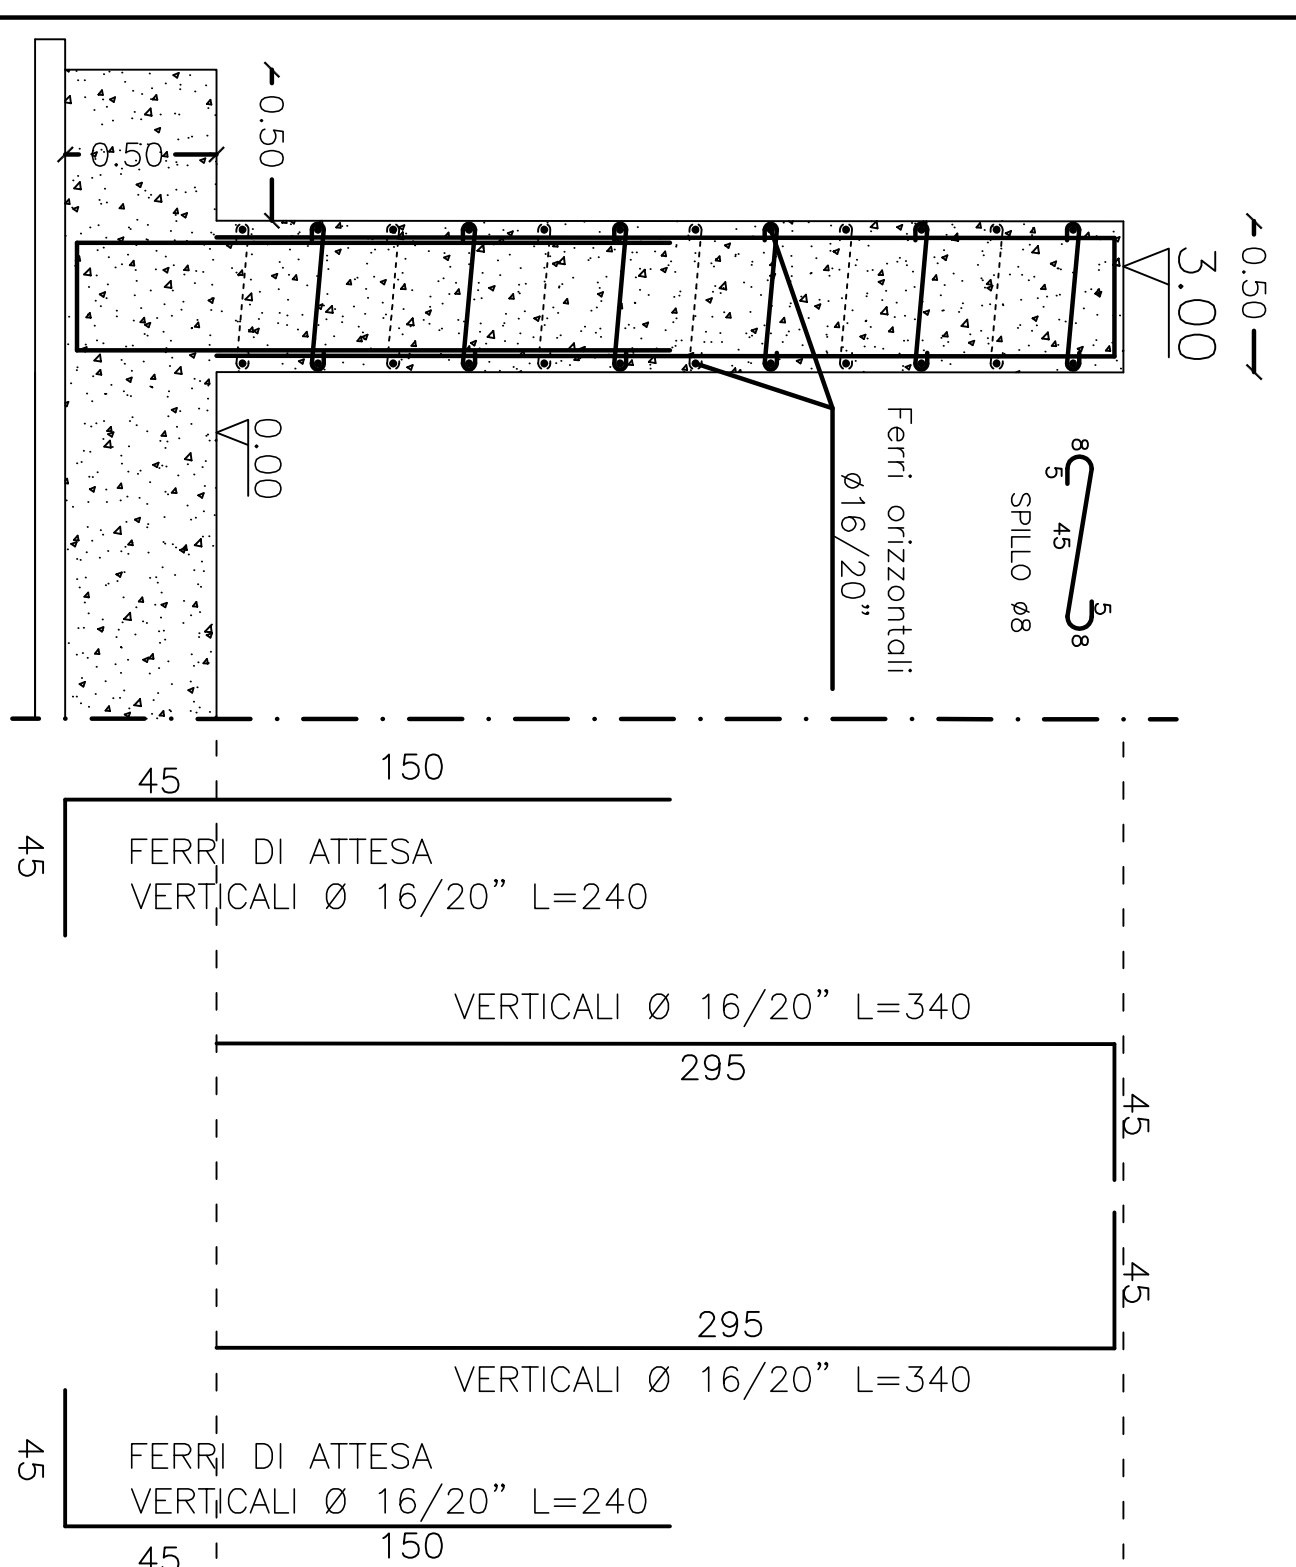 0.50
0.50
0.50
3.00
0.00
Ferri orizzontali
ø16/20”
8
5
45
5
8
SPILLO ø8
45
150
45
FERRI DI ATTESA
VERTICALI Ø 16/20” L=240
VERTICALI Ø 16/20” L=340
295
45
45
295
VERTICALI Ø 16/20” L=340
45
FERRI DI ATTESA
VERTICALI Ø 16/20” L=240
150
45